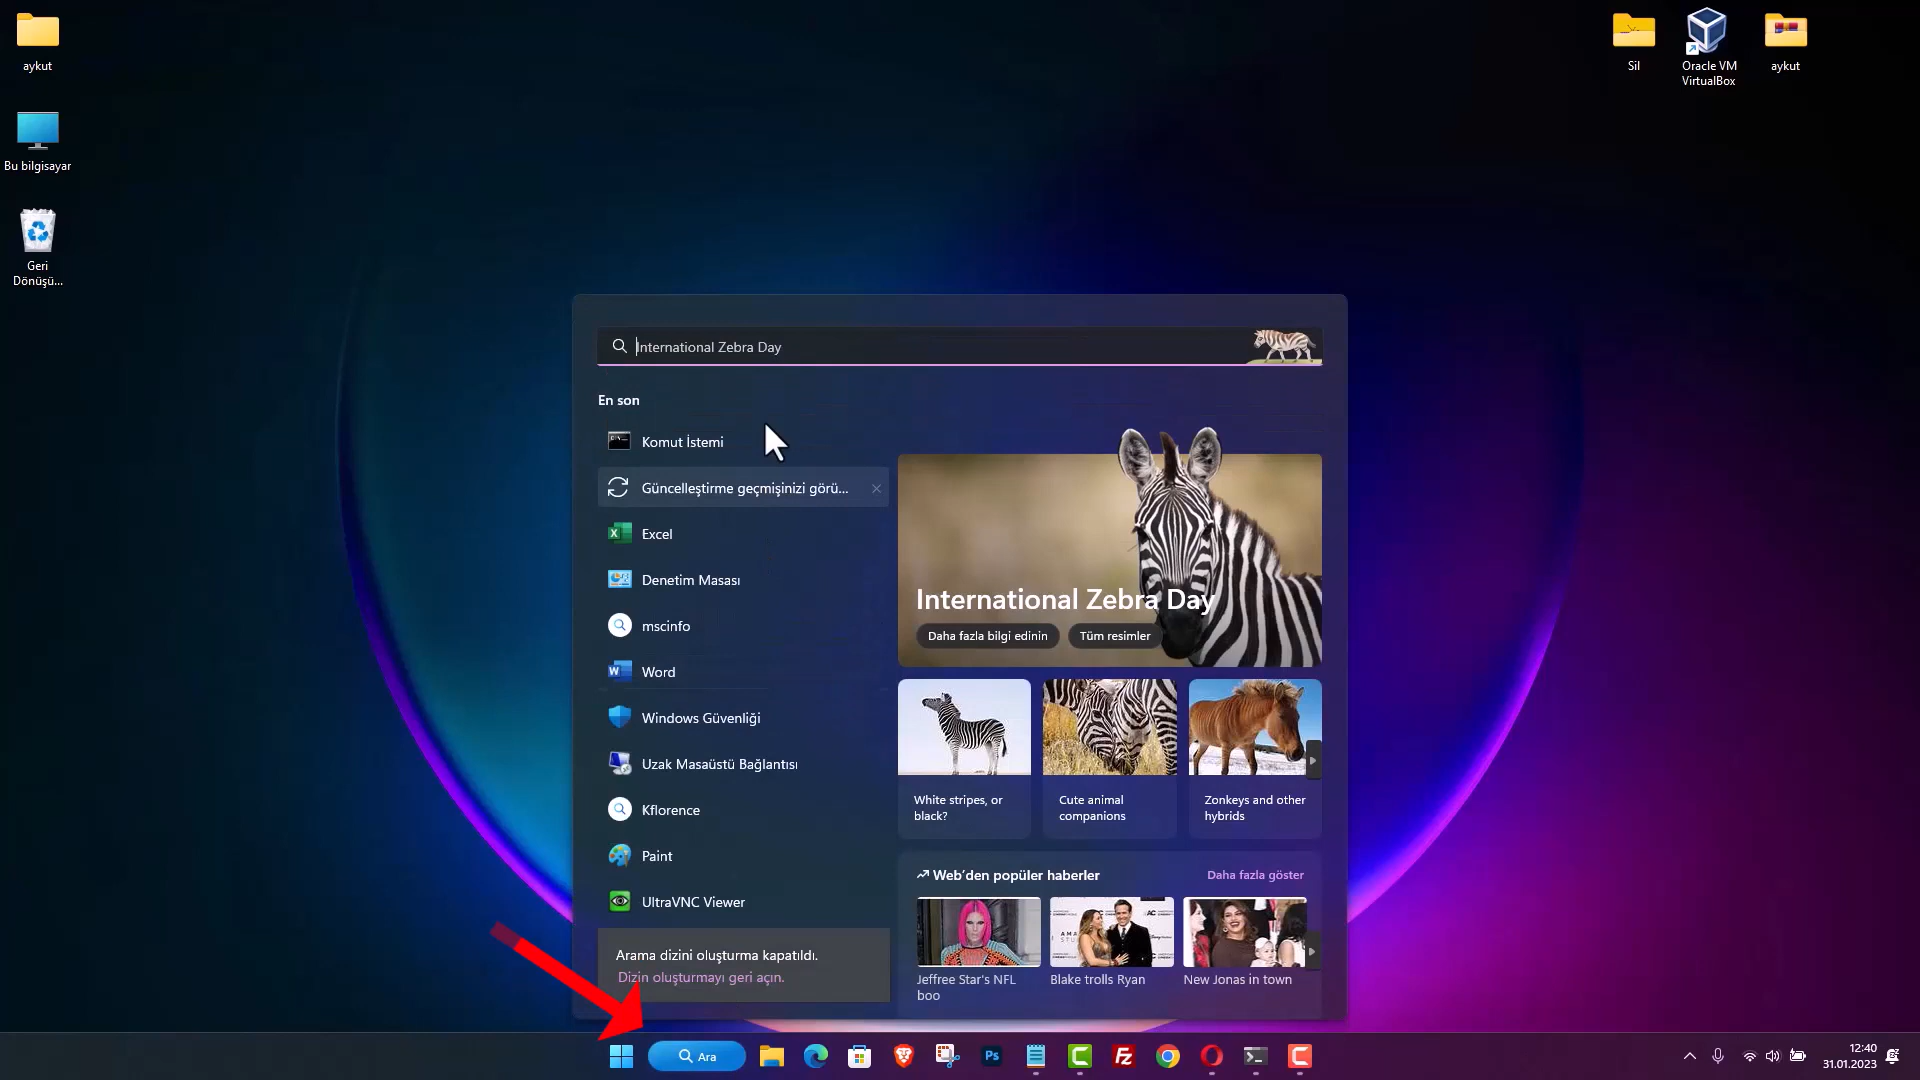 aykut
Bu bilgisayar
Geri
Dönüşü...
Sil
Oracle VM
VirtualBox
aykut
International Zebra Day
En son
Komut İstemi
Güncelleştirme geçmişinizi görü...
Excel
Denetim Masası
mscinfo
Word
Windows Güvenliği
Uzak Masaüstü Bağlantısı
Kflorence
Paint
UltraVNC Viewer
Arama dizini oluşturma kapatıldı.
Dizin oluşturmayı geri açın.
International Zebra Day
Daha fazla bilgi edinin
Tüm resimler
White stripes, or
black?
Cute animal
companions
Zonkeys and other
hybrids
Web'den popüler haberler
Daha fazla göster
Jeffree Star's NFL
boo
Blake trolls Ryan
New Jonas in town
Ara
Ps
12:40
31.01.2023